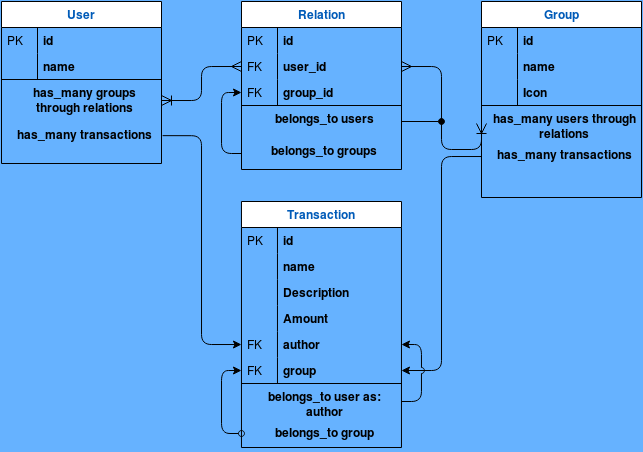 User
PK id
name
has_many groups
through relations
has_many transactions
Relation
PK id
FK user_id
FK group_id
belongs_to users
belongs_to groups
Group
PK id
name
Icon
has_many users through
relations
has_many transactions
Transaction
PK id
name
Description
Amount
FK author
FK group
belongs_to user as:
author
belongs_to group